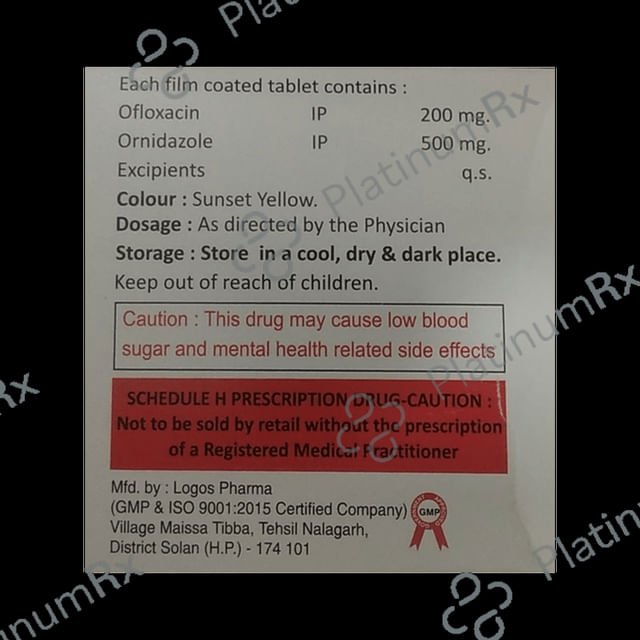 Each film coated tablet contains :
Ofloxacin IP 200 mg.
Ornidazole IP 500 mg.
Excipients q.s.
Colour : Sunset Yellow.
Dosage : As directed by the Physician
Storage : Store in a cool, dry & dark place.
Keep out of reach of children.
Caution : This drug may cause low blood
sugar and mental health related side effects
SCHEDULE H PRESCRIPTION DRUG-CAUTION :
Not to be sold by retail without the prescription
of a Registered Medical Practitioner
Mfd. by : Logos Pharma
(GMP & ISO 9001:2015 Certified Company)
GMP
Village Maissa Tibba, Tehsil Nalagarh,
District Solan (H.P.) - 174 101
PlatinumRx
PlatinumRx
PlatinumRx
Rx
tinumRx
Platinum